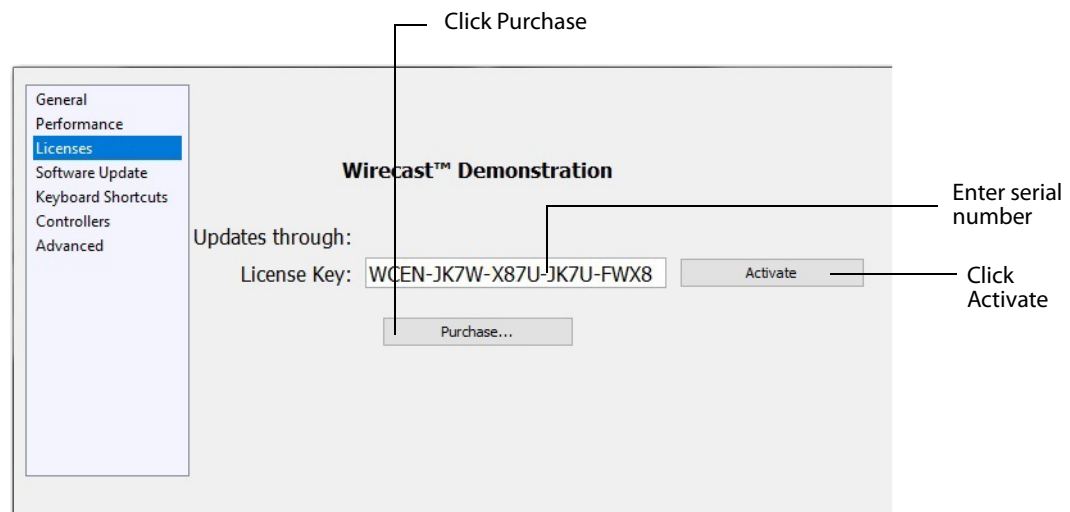 Click Purchase
General
Performance
Licenses
Software Update
Keyboard Shortcuts
Controllers
Advanced
Wirecast™ Demonstration
Updates through:
License Key: WCEN-JK7W-X87U-JK7U-FWX8 Activate
Purchase...
Enter serial
number
Click
Activate